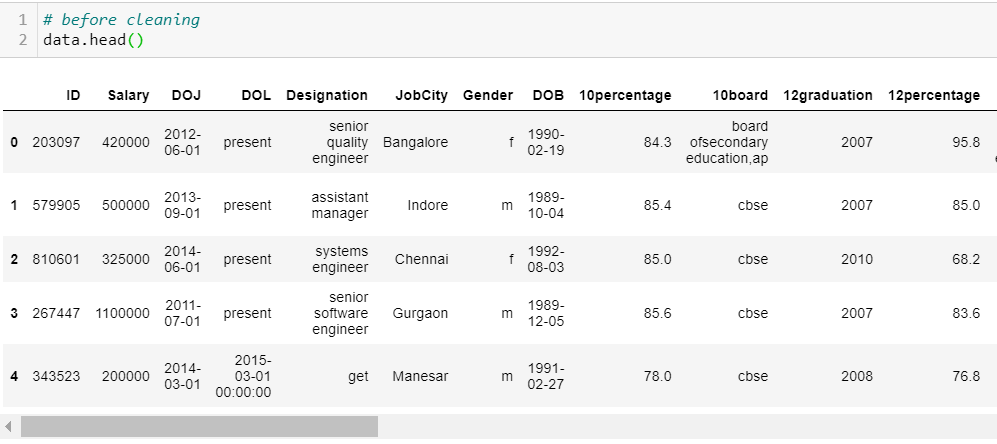 1 # before cleaning
2 data.head()
ID Salary DOJ DOL Designation JobCity Gender DOB 10percentage 10board 12graduation 12percentage
0 203097 420000 2012-06-01 present senior quality engineer Bangalore f 1990-02-19 84.3 board ofsecondary education,ap 2007 95.8
1 579905 500000 2013-09-01 present assistant manager Indore m 1989-10-04 85.4 cbse 2007 85.0
2 810601 325000 2014-06-01 present systems engineer Chennai f 1992-08-03 85.0 cbse 2010 68.2
3 267447 1100000 2011-07-01 present senior software engineer Gurgaon m 1989-12-05 85.6 cbse 2007 83.6
4 343523 200000 2014-03-01 2015-03-01 00:00:00 get Manesar m 1991-02-27 78.0 cbse 2008 76.8